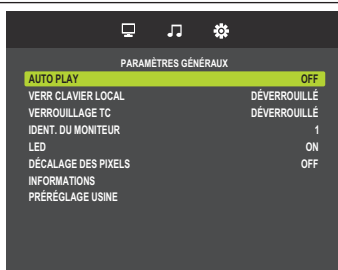 PARAMÈTRES GÉNÉRAUX
AUTO PLAY OFF
VERR CLAVIER LOCAL DÉVERROUILLÉ
VERROUILLAGE TC DÉVERROUILLÉ
IDENT. DU MONITEUR 1
LED ON
DÉCALAGE DES PIXELS OFF
INFORMATIONS
PRÉRÉGLAGE USINE